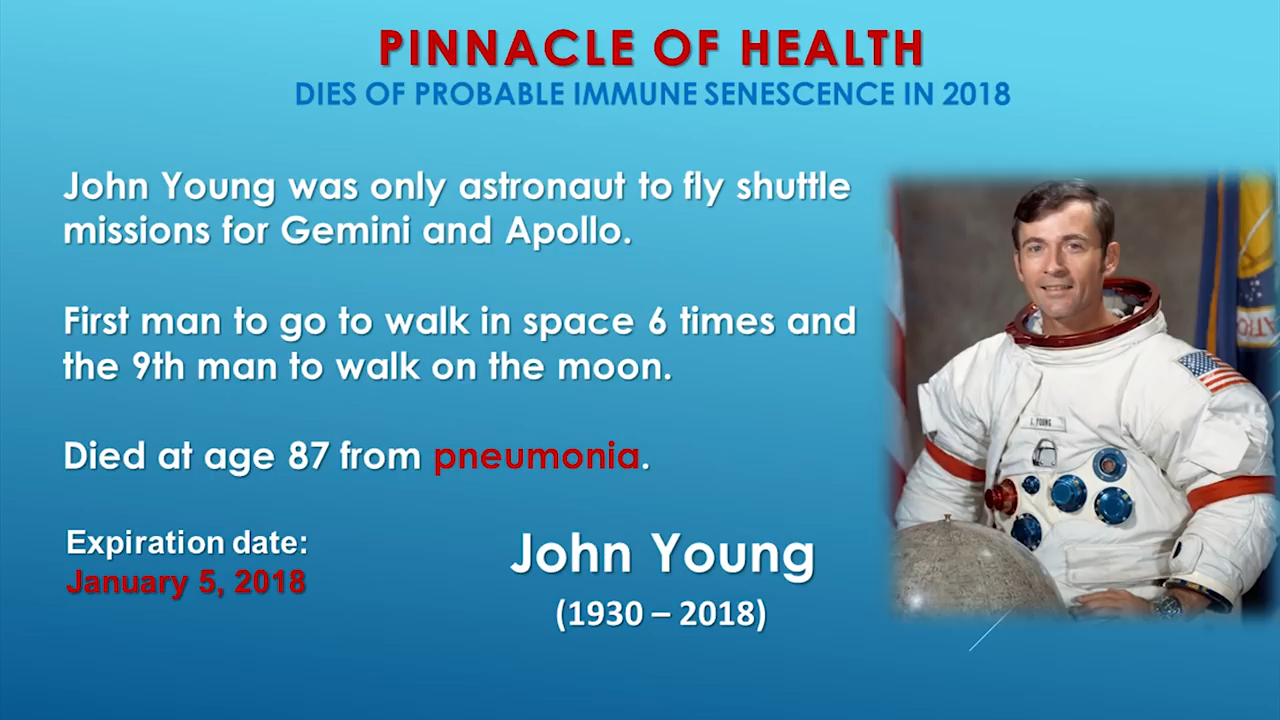 PINNACLE OF HEALTH
DIES OF PROBABLE IMMUNE SENESCENCE IN 2018
John Young was only astronaut to fly shuttle
missions for Gemini and Apollo.
First man to go to walk in space 6 times and
the 9th man to walk on the moon.
Died at age 87 from pneumonia.
Expiration date:
January 5, 2018
John Young
(1930 – 2018)
J. YOUNG